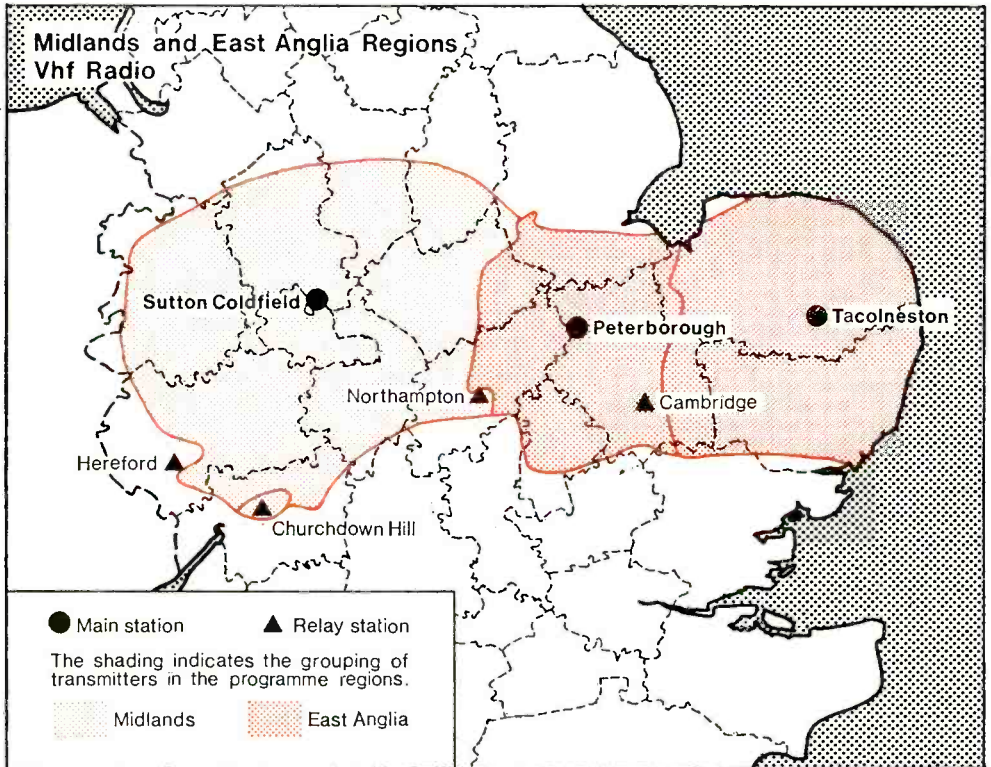 Midlands and East Anglia Regions
Vhf Radio
Sutton Coldfield
Peterborough
Tacolneston
Northampton
Cambridge
Hereford
Churchdown Hill
Main station
Relay station
The shading indicates the grouping of
transmitters in the programme regions.
Midlands
East Anglia